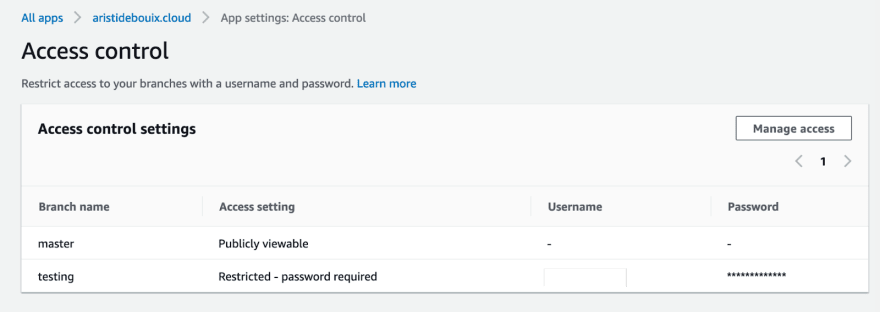 All apps > aristidebouix.cloud > App settings: Access control
Access control
Restrict access to your branches with a username and password. Learn more
Access control settings
Manage access
< 1 >
Branch name Access setting Username Password
master Publicly viewable - -
testing Restricted - password required *************